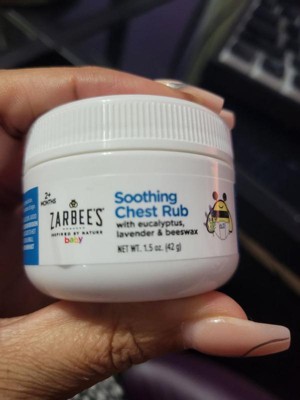 2+
MONTHS
ZARBEE'S
INSPIRED BY NATURE
baby
Soothing
Chest Rub
with eucalyptus,
lavender & beeswax
NET WT. 1.5 oz. (42 g)